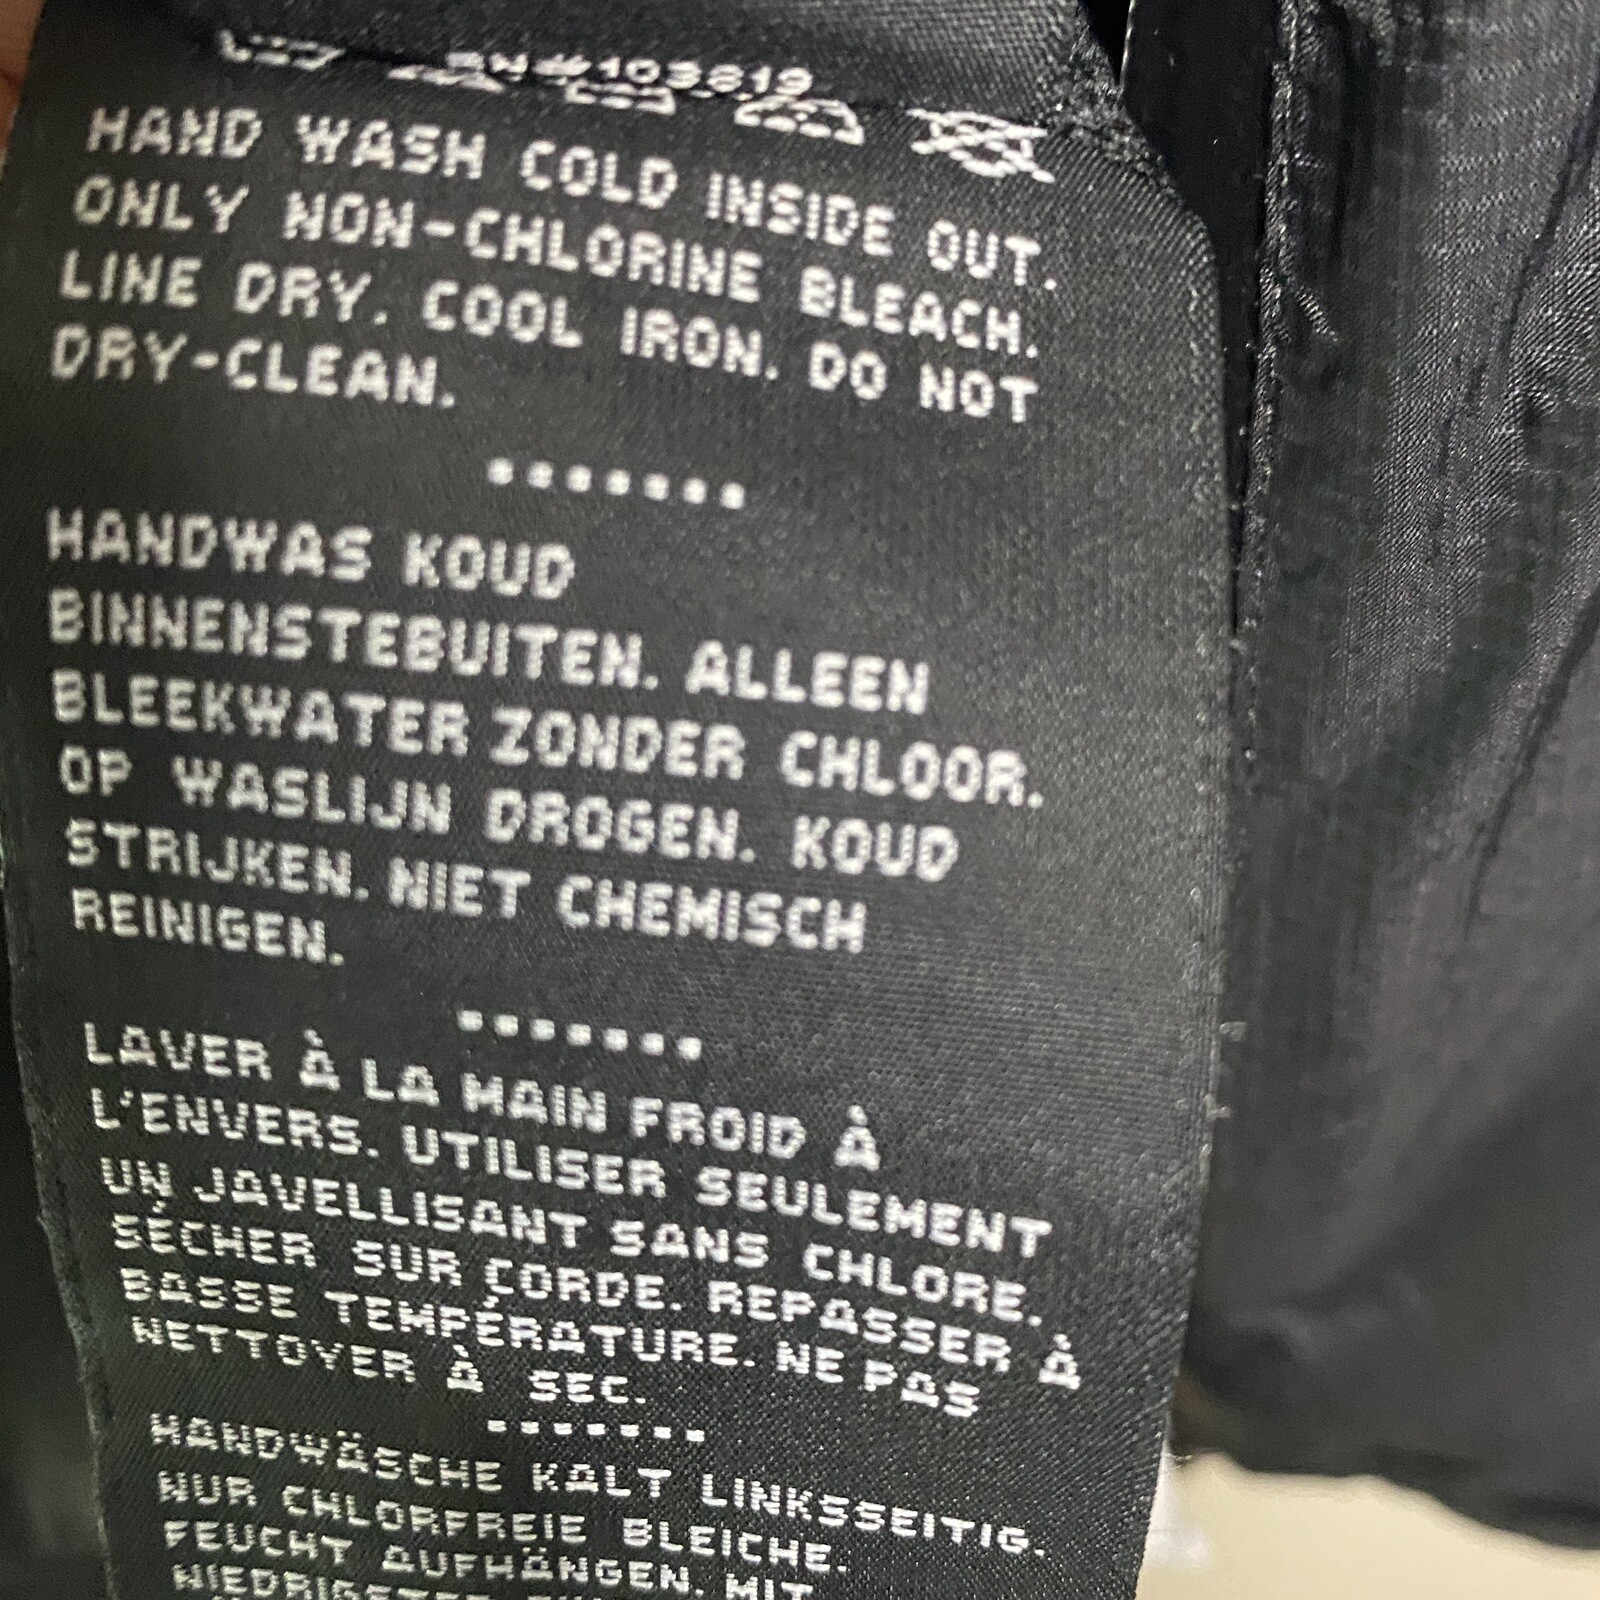 RN#103819
HAND WASH COLD INSIDE OUT.
ONLY NON-CHLORINE BLEACH.
LINE DRY. COOL IRON. DO NOT
DRY-CLEAN.
HANDWAS KOUD
BINNENSTEBUITEN. ALLEEN
BLEEKWATER ZONDER CHLOOR.
OP WASLIJN DROGEN. KOUD
STRIJKEN. NIET CHEMISCH
REINIGEN.
LAVER À LA MAIN FROID À
L'ENVERS. UTILISER SEULEMENT
UN JAVELLISANT SANS CHLORE.
SÉCHER SUR CORDE. REPASSER À
BASSE TEMPÉRATURE. NE PAS
NETTOYER À SEC.
HANDWÄSCHE KALT LINKSSEITIG.
NUR CHLORFREIE BLEICHE.
FEUCHT AUFHÄNGEN. MIT